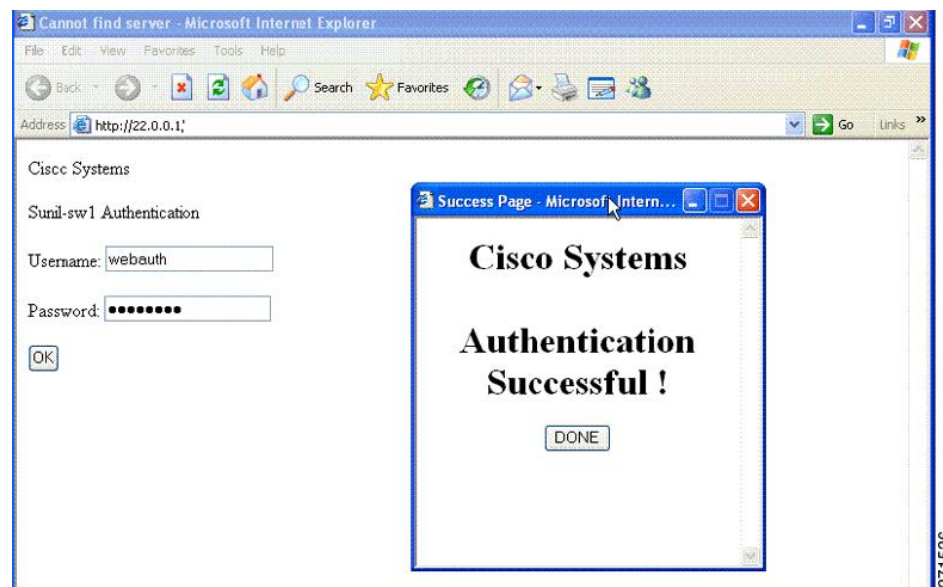 Cannot find server - Microsoft Internet Explorer
File Edit View Favorites Tools Help
Back Search Favorites
Address http://22.0.0.1,' Go Links »
Ciscc Systems
Sunil-sw1 Authentication
Username: webauth
Password: ••••••••
OK
Success Page - Microsoft Intern...
Cisco Systems
Authentication
Successful !
DONE